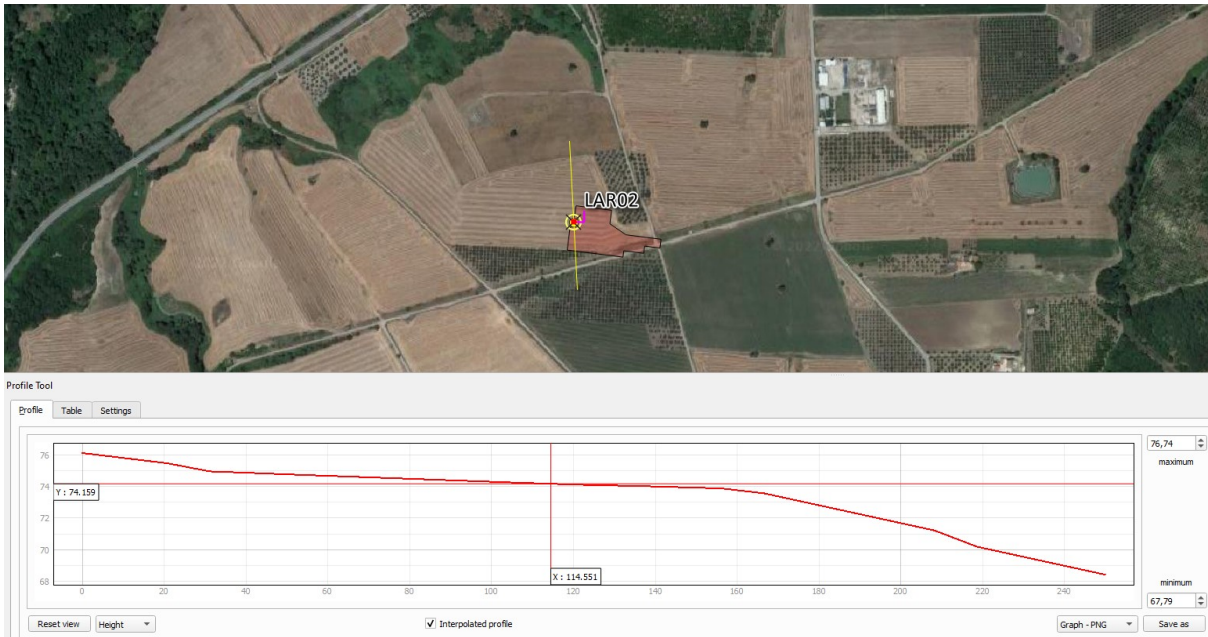 LAR02
Profile Tool
Profile Table Settings
76,74
maximum
76
74
72
70
68
Y : 74.159
X : 114.551
0 20 40 60 80 100 120 140 160 180 200 220 240
minimum
67,79
Reset view Height Interpolated profile Graph - PNG Save as